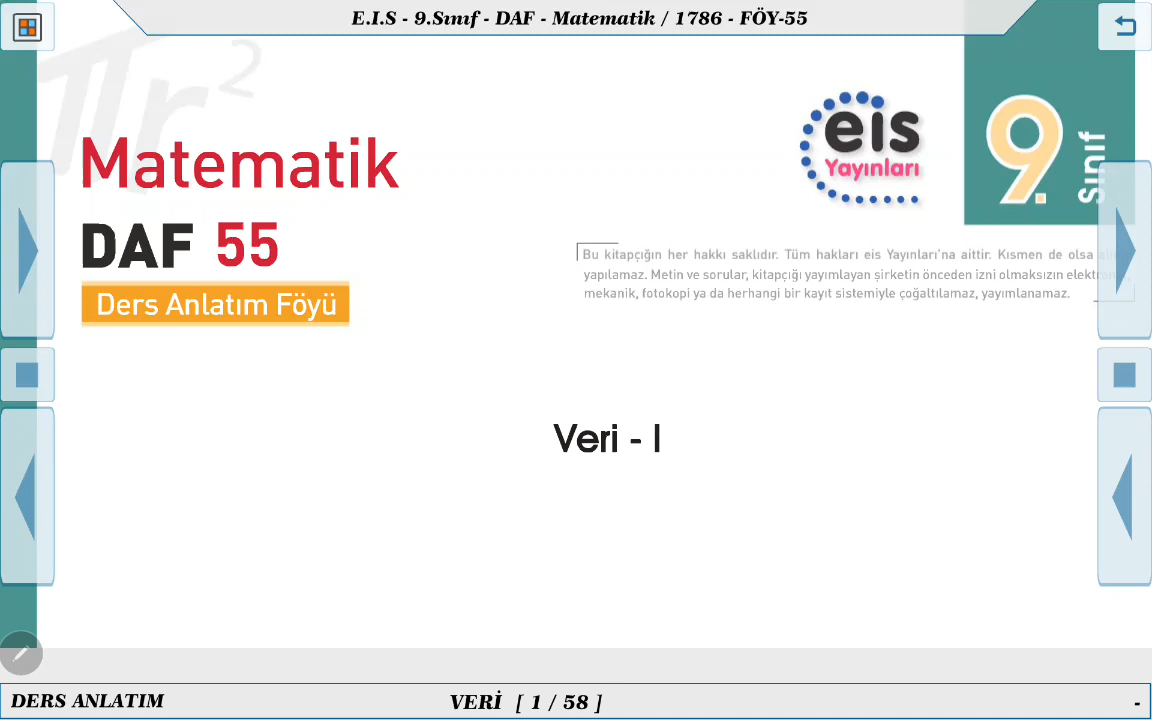 E.I.S - 9.Sınıf - DAF - Matematik / 1786 - FÖY-55
πr²
Matematik
DAF 55
Ders Anlatım Föyü
eis
Yayınları
9.
Sınıf
Bu kitapçığın her hakkı saklıdır. Tüm hakları eis Yayınları'na aittir. Kısmen de olsa
yapılamaz. Metin ve sorular, kitapçığı yayımlayan şirketin önceden izni olmaksızın
mekanik, fotokopi ya da herhangi bir kayıt sistemiyle çoğaltılamaz, yayımlanamaz.
Veri - I
DERS ANLATIM
VERİ [ 1 / 58 ]
-